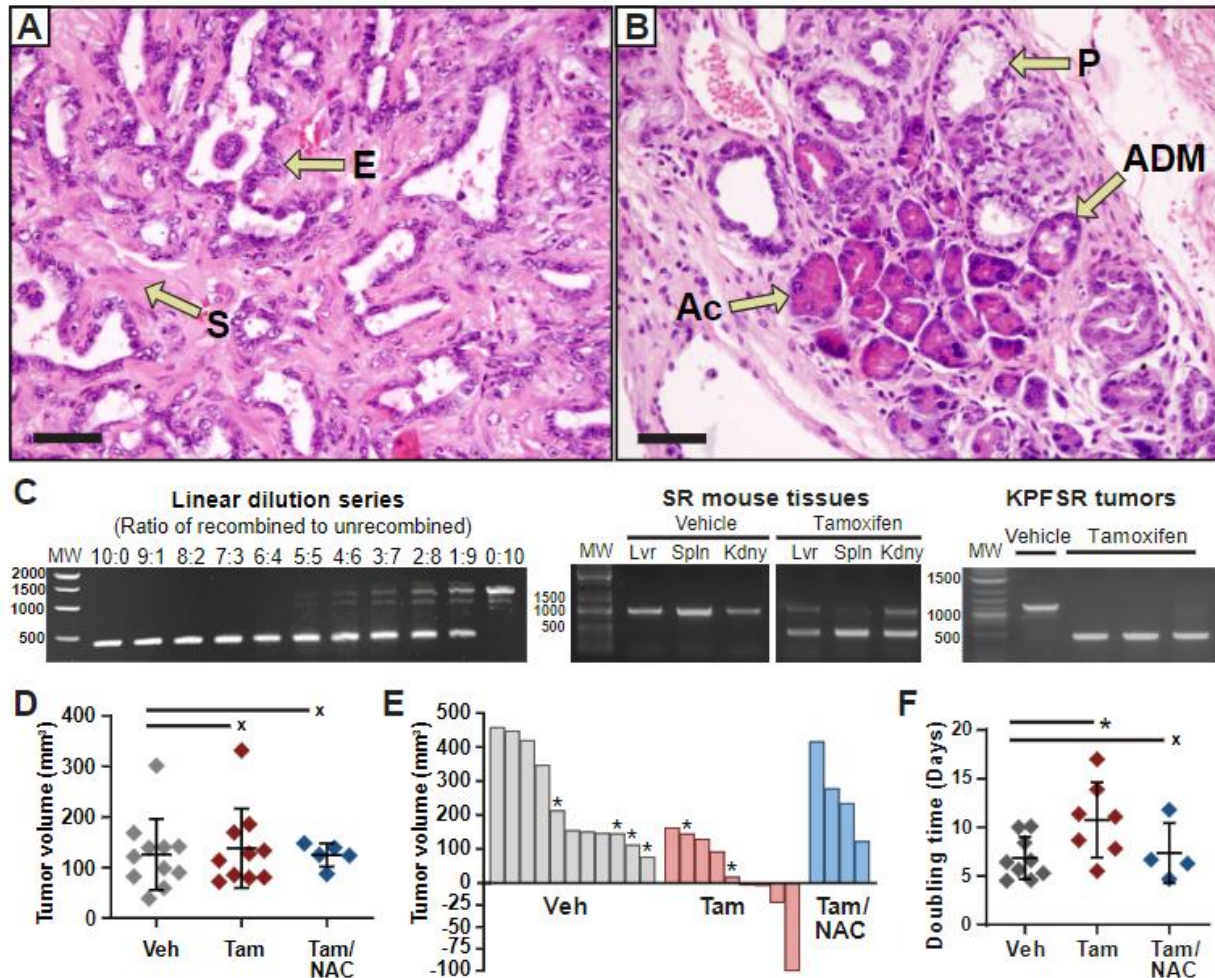 A
B
E
S
P
ADM
Ac
C
Linear dilution series
(Ratio of recombined to unrecombined)
MW 10:0 9:1 8:2 7:3 6:4 5:5 4:6 3:7 2:8 1:9 0:10
2000
1500
1000
500
SR mouse tissues
Vehicle Tamoxifen
MW Lvr Spln Kdny Lvr Spln Kdny
1500
1000
500
KPFSR tumors
Vehicle Tamoxifen
MW
1500
1000
500
D
Tumor volume (mm³)
400
300
200
100
0
x
x
Veh Tam Tam/
NAC
E
Tumor volume (mm³)
500
400
300
200
100
0
-25
-50
-75
-100
* * * *
* *
Veh Tam Tam/
NAC
F
Doubling time (Days)
20
15
10
5
0
*
x
Veh Tam Tam/
NAC